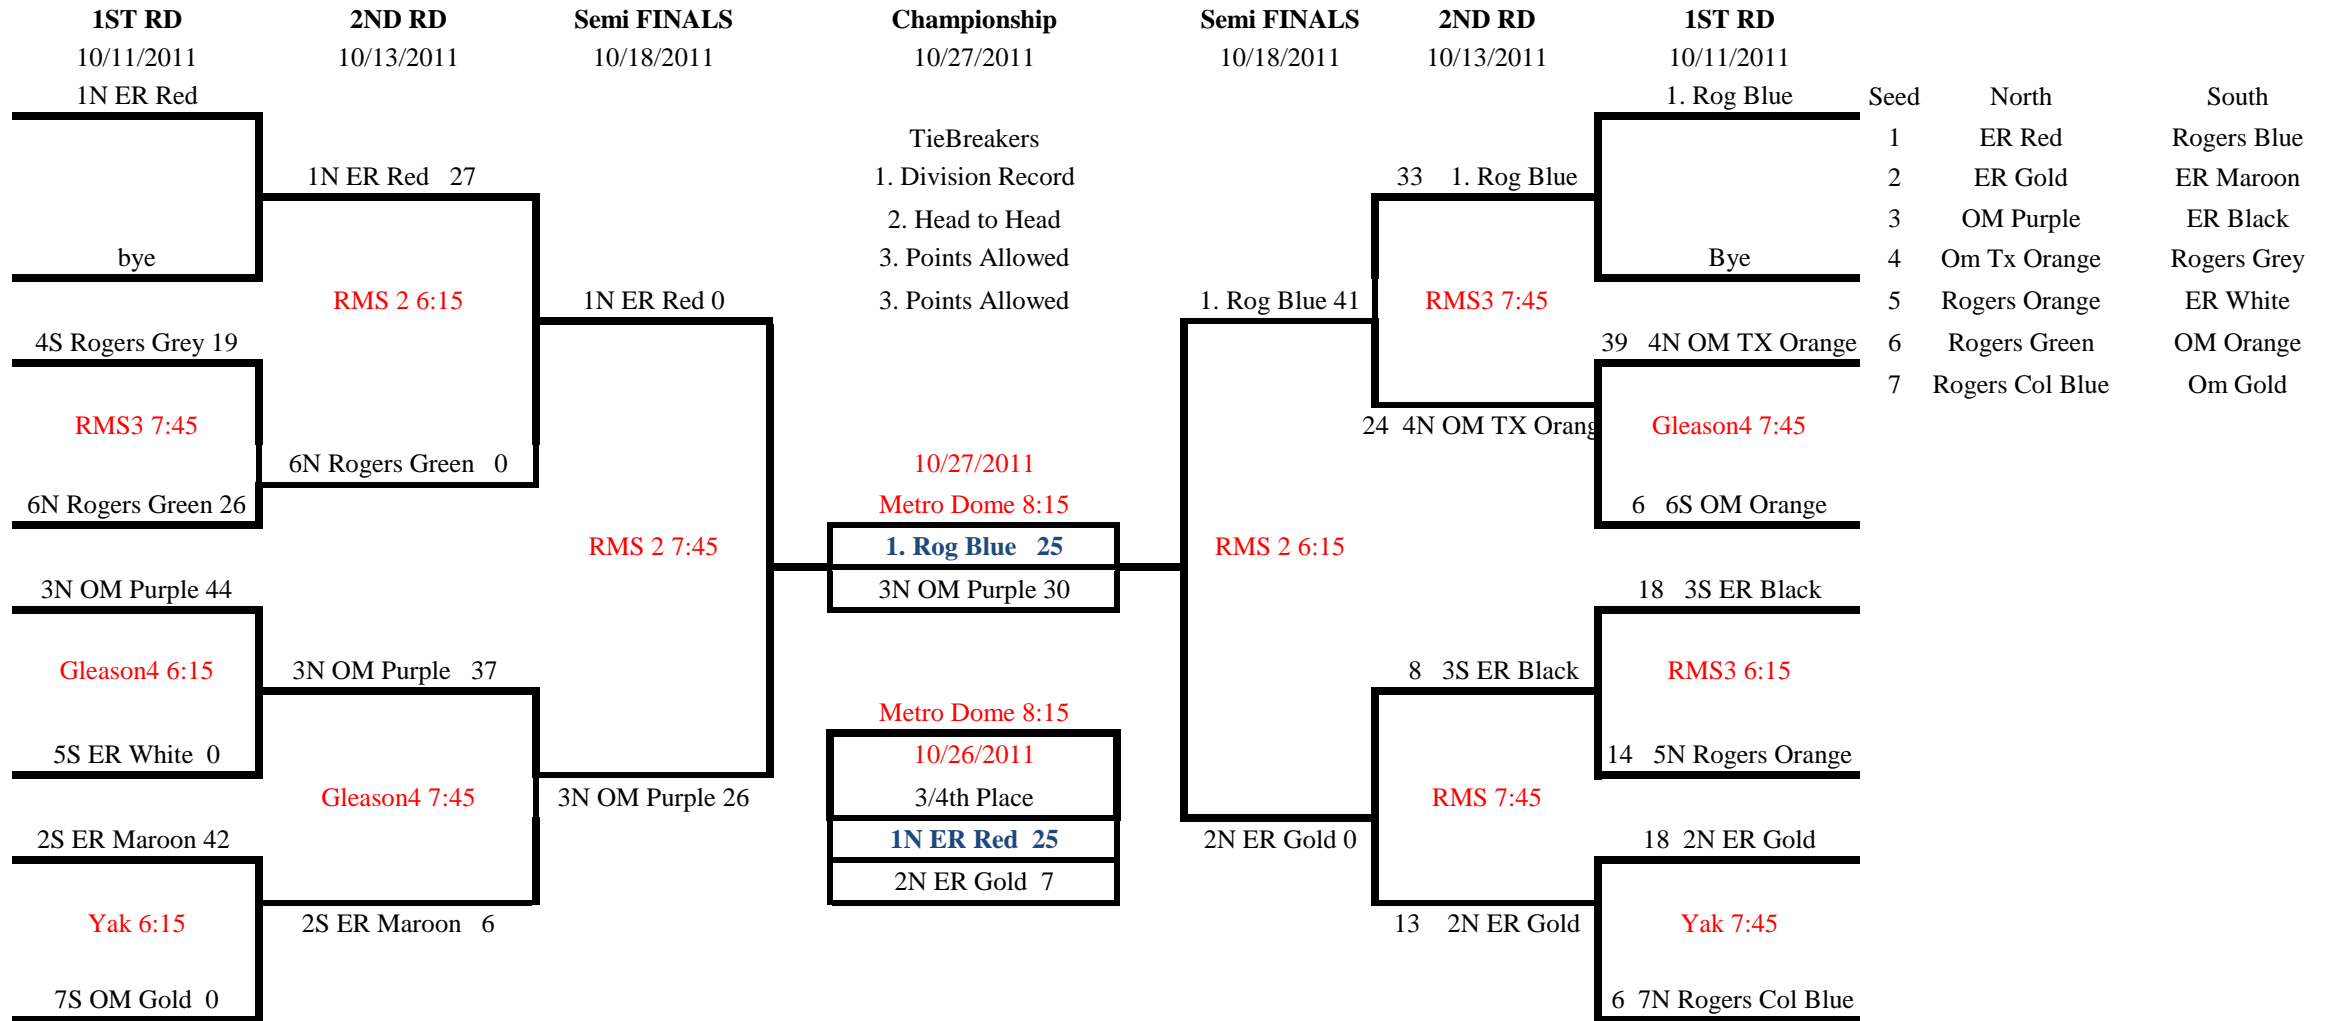 1ST RD 2ND RD Semi FINALS Championship Semi FINALS 2ND RD 1ST RD
10/11/2011 10/13/2011 10/18/2011 10/27/2011 10/18/2011 10/13/2011 10/11/2011
1N ER Red 1. Rog Blue Seed North South
TieBreakers 1 ER Red Rogers Blue
1N ER Red 27 1. Division Record 33 1. Rog Blue 2 ER Gold ER Maroon
2. Head to Head 3 OM Purple ER Black
bye 3. Points Allowed Bye 4 Om Tx Orange Rogers Grey
RMS 2 6:15 1N ER Red 0 3. Points Allowed 1. Rog Blue 41 RMS3 7:45 5 Rogers Orange ER White
4S Rogers Grey 19 39 4N OM TX Orange 6 Rogers Green OM Orange
7 Rogers Col Blue Om Gold
RMS3 7:45 24 4N OM TX Orang Gleason4 7:45
6N Rogers Green 0 10/27/2011
6N Rogers Green 26 Metro Dome 8:15 6 6S OM Orange
RMS 2 7:45 1. Rog Blue 25 RMS 2 6:15
3N OM Purple 44 3N OM Purple 30 18 3S ER Black
Gleason4 6:15 3N OM Purple 37 8 3S ER Black RMS3 6:15
Metro Dome 8:15
5S ER White 0 10/26/2011 14 5N Rogers Orange
Gleason4 7:45 3N OM Purple 26 3/4th Place RMS 7:45
2S ER Maroon 42 1N ER Red 25 2N ER Gold 0 18 2N ER Gold
2N ER Gold 7
Yak 6:15 2S ER Maroon 6 13 2N ER Gold Yak 7:45
7S OM Gold 0 6 7N Rogers Col Blue